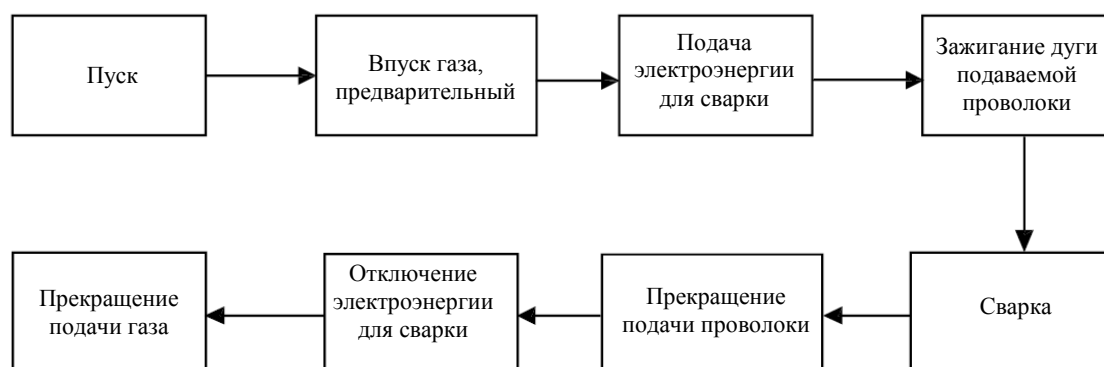 Пуск
Впуск газа,
предварительный
Подача
электроэнергии
для сварки
Зажигание дуги
подаваемой
проволоки
Сварка
Прекращение
подачи проволоки
Отключение
электроэнергии
для сварки
Прекращение
подачи газа